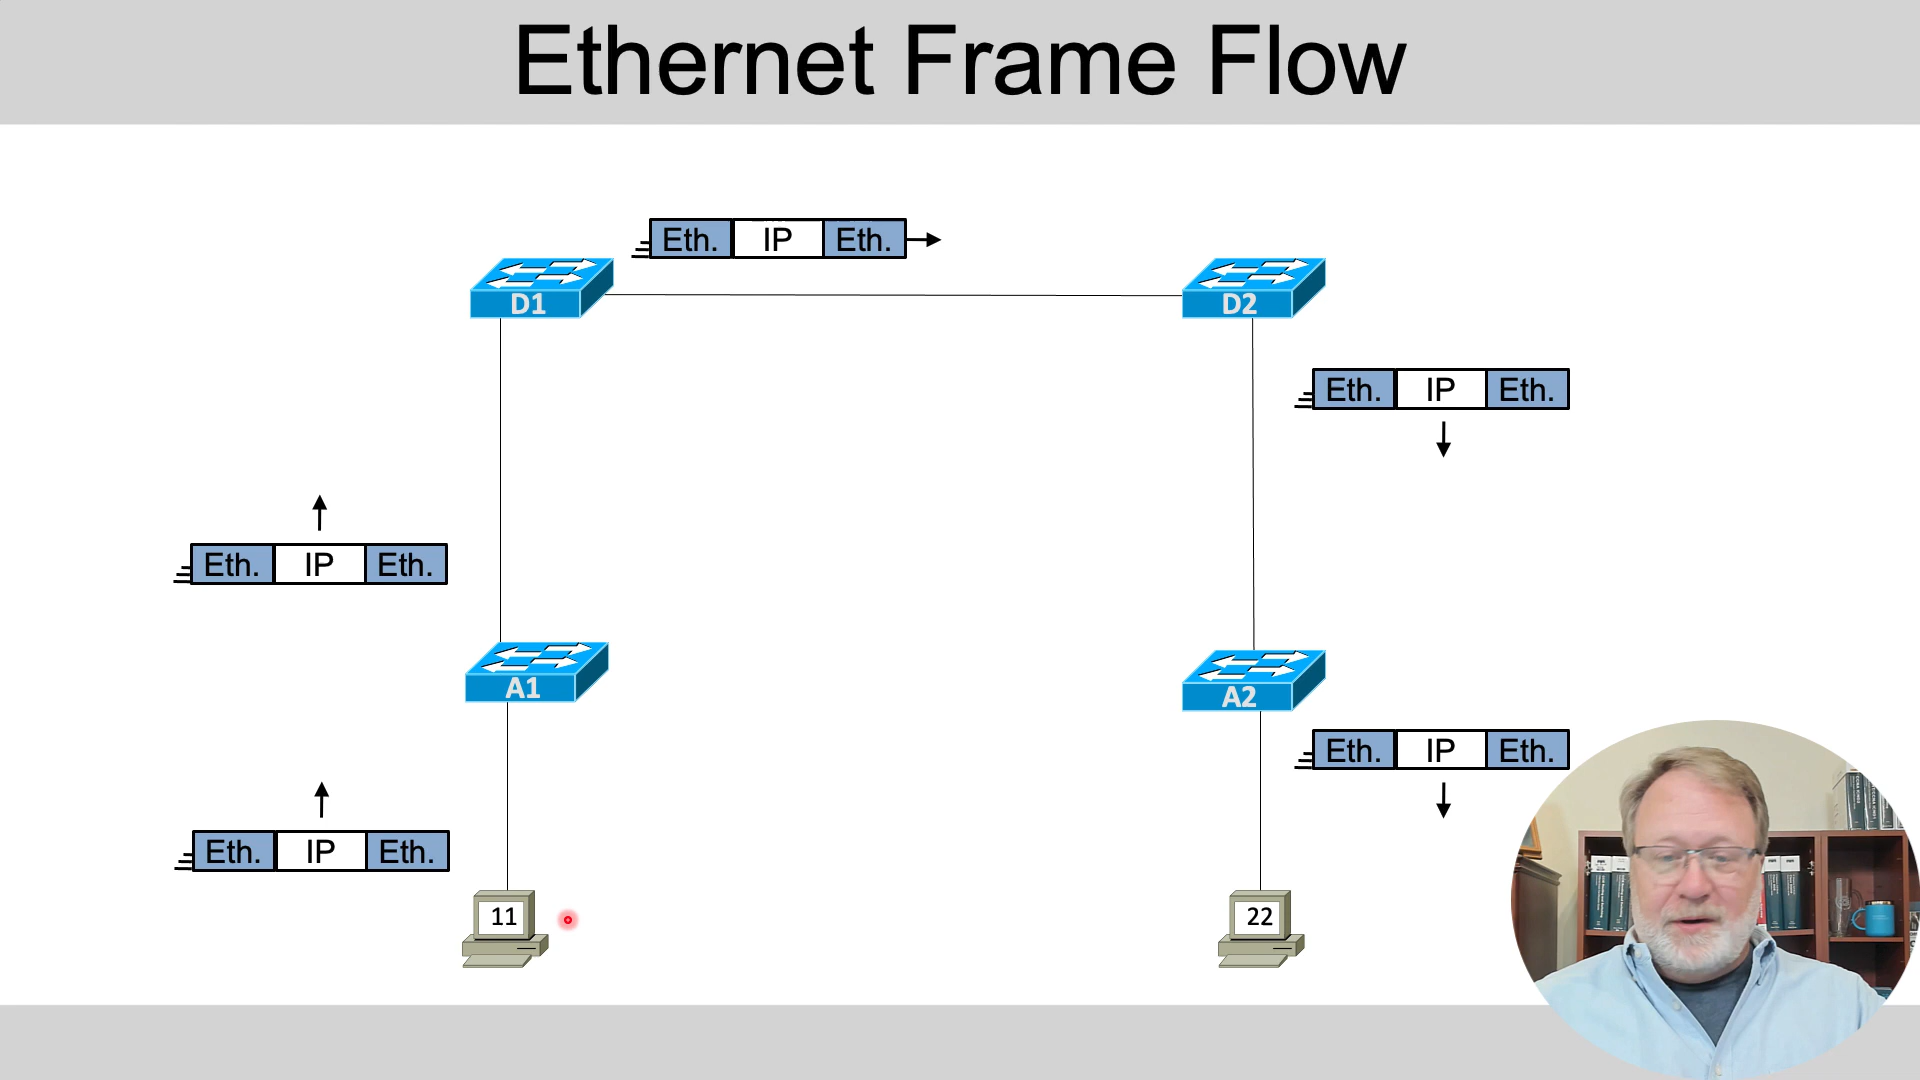 Ethernet Frame Flow
Eth. IP Eth.
D1
D2
Eth. IP Eth.
Eth. IP Eth.
A1
A2
Eth. IP Eth.
Eth. IP Eth.
11
22